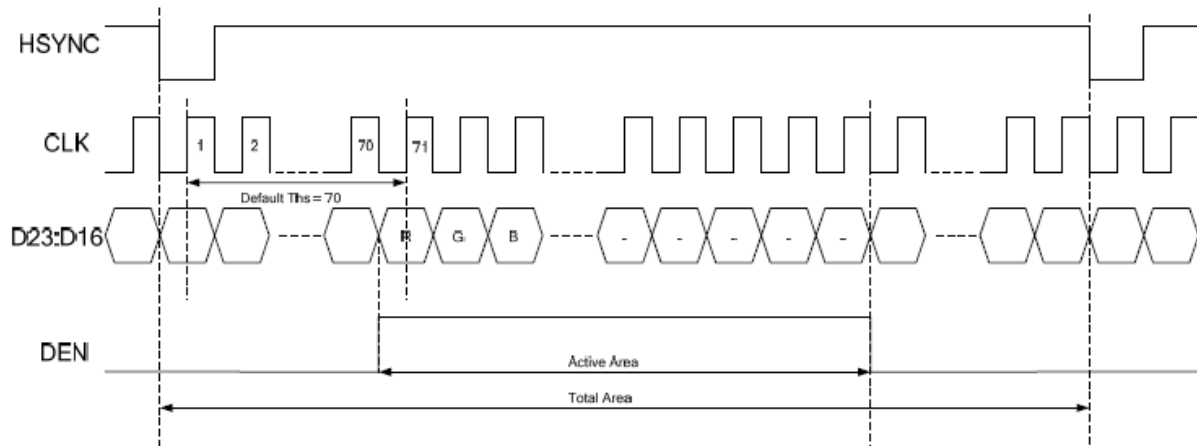 HSYNC
CLK 1 2 70 71
Default Ths = 70
D23:D16 R G B - - - - -
DEN
Active Area
Total Area